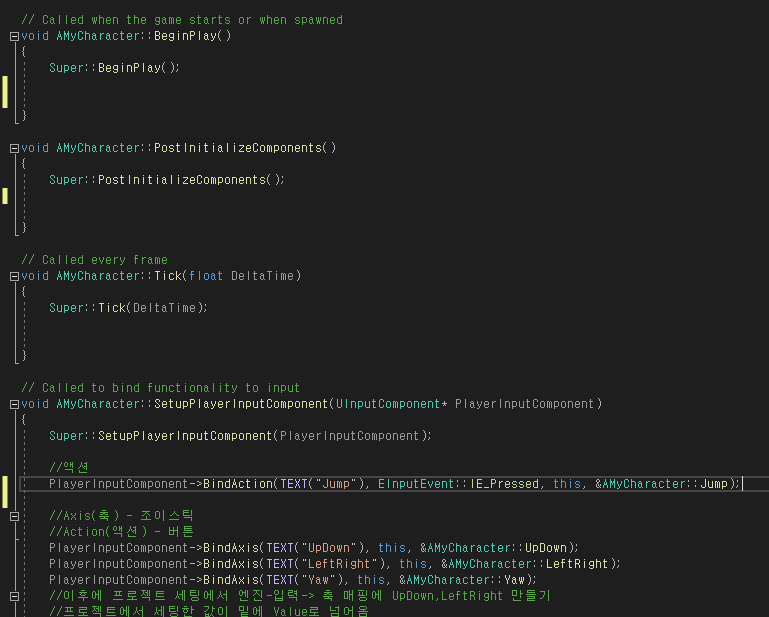 // Called when the game starts or when spawned
void AMyCharacter::BeginPlay()
{
Super::BeginPlay();
}
void AMyCharacter::PostInitializeComponents()
{
Super::PostInitializeComponents();
}
// Called every frame
void AMyCharacter::Tick(float DeltaTime)
{
Super::Tick(DeltaTime);
}
// Called to bind functionality to input
void AMyCharacter::SetupPlayerInputComponent(UInputComponent* PlayerInputComponent)
{
Super::SetupPlayerInputComponent(PlayerInputComponent);
//액션
PlayerInputComponent->BindAction(TEXT("Jump"), EInputEvent::IE_Pressed, this, &AMyCharacter::Jump);
//Axis(축) - 조이스틱
//Action(액션) - 버튼
PlayerInputComponent->BindAxis(TEXT("UpDown"), this, &AMyCharacter::UpDown);
PlayerInputComponent->BindAxis(TEXT("LeftRight"), this, &AMyCharacter::LeftRight);
PlayerInputComponent->BindAxis(TEXT("Yaw"), this, &AMyCharacter::Yaw);
//이후에 프로젝트 세팅에서 엔진-입력-> 축 매핑에 UpDown,LeftRight 만들기
//프로젝트에서 세팅한 값이 밑에 Value로 넘어옴